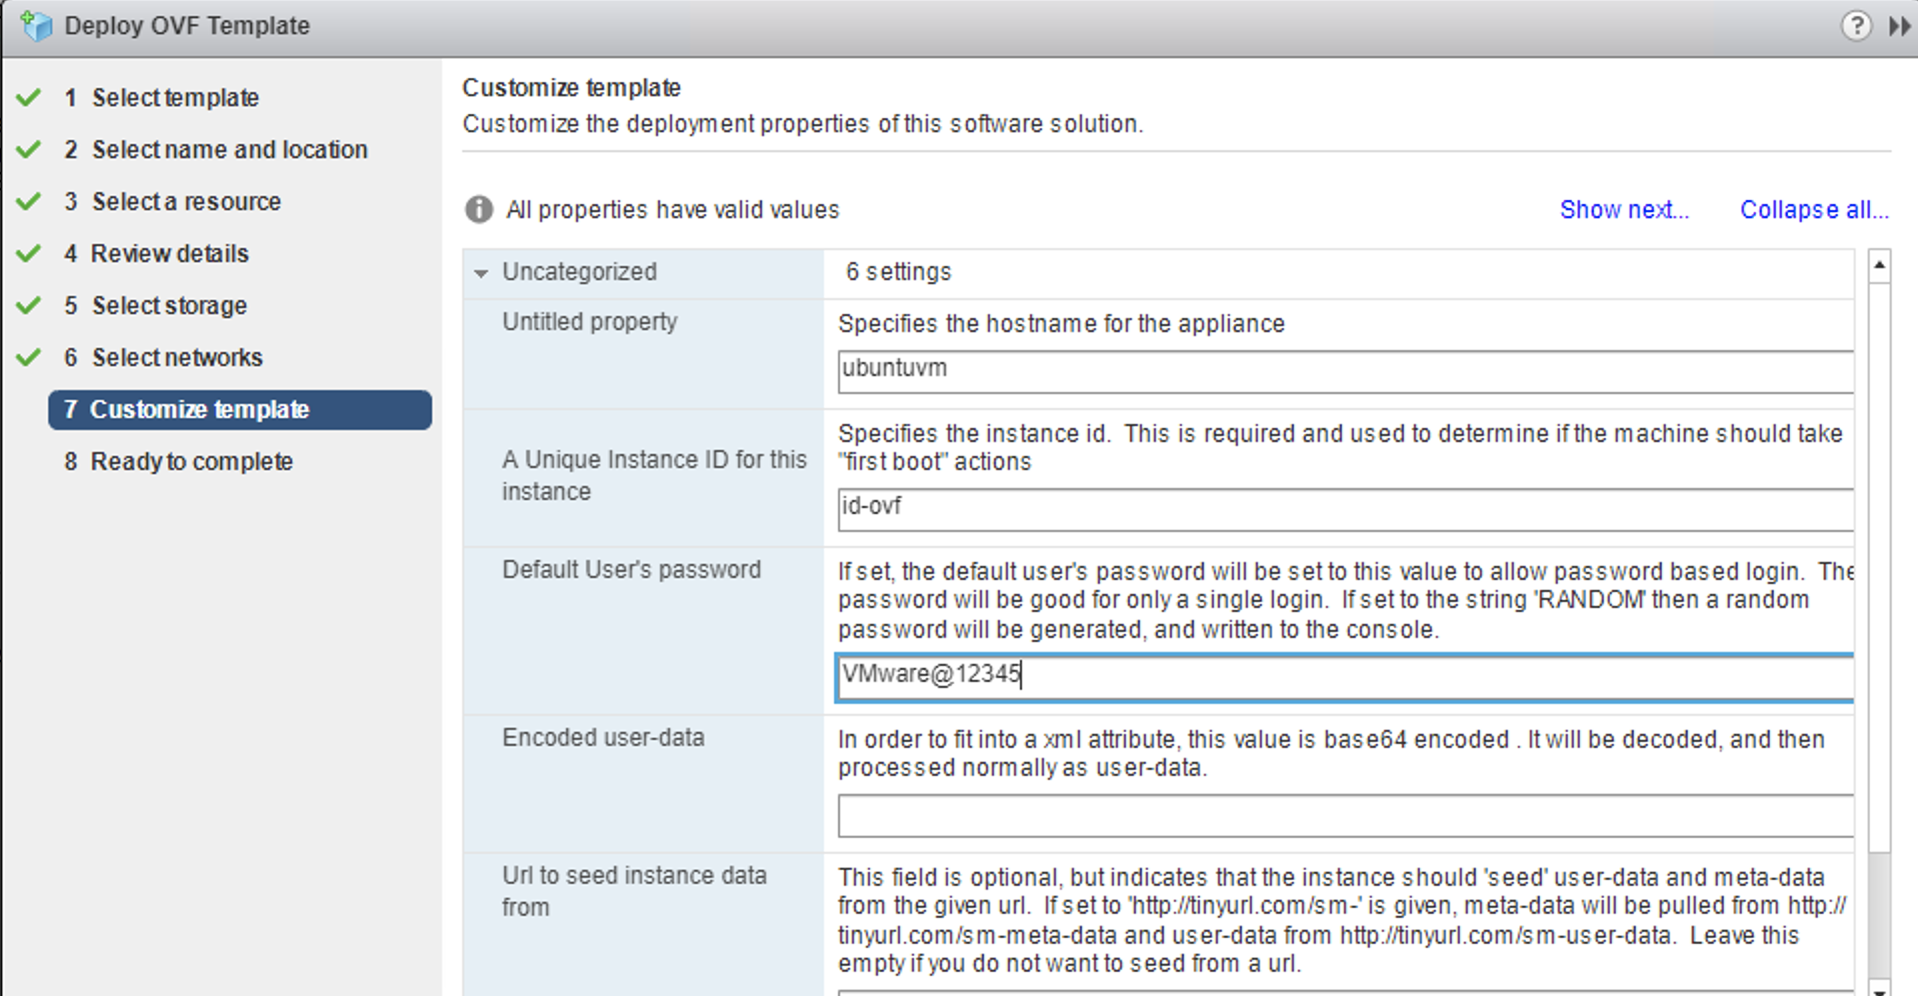 Deploy OVF Template
?
1 Select template
2 Select name and location
3 Select a resource
4 Review details
5 Select storage
6 Select networks
7 Customize template
8 Ready to complete
Customize template
Customize the deployment properties of this software solution.
All properties have valid values
Show next...
Collapse all...
Uncategorized
6 settings
Untitled property
Specifies the hostname for the appliance
ubuntuvm
A Unique Instance ID for this
instance
Specifies the instance id. This is required and used to determine if the machine should take
"first boot" actions
id-ovf
Default User's password
If set, the default user's password will be set to this value to allow password based login. The
password will be good for only a single login. If set to the string 'RANDOM' then a random
password will be generated, and written to the console.
VMware@12345
Encoded user-data
In order to fit into a xml attribute, this value is base64 encoded . It will be decoded, and then
processed normally as user-data.
Url to seed instance data
from
This field is optional, but indicates that the instance should 'seed' user-data and meta-data
from the given url. If set to 'http://tinyurl.com/sm-' is given, meta-data will be pulled from http://
tinyurl.com/sm-meta-data and user-data from http://tinyurl.com/sm-user-data. Leave this
empty if you do not want to seed from a url.